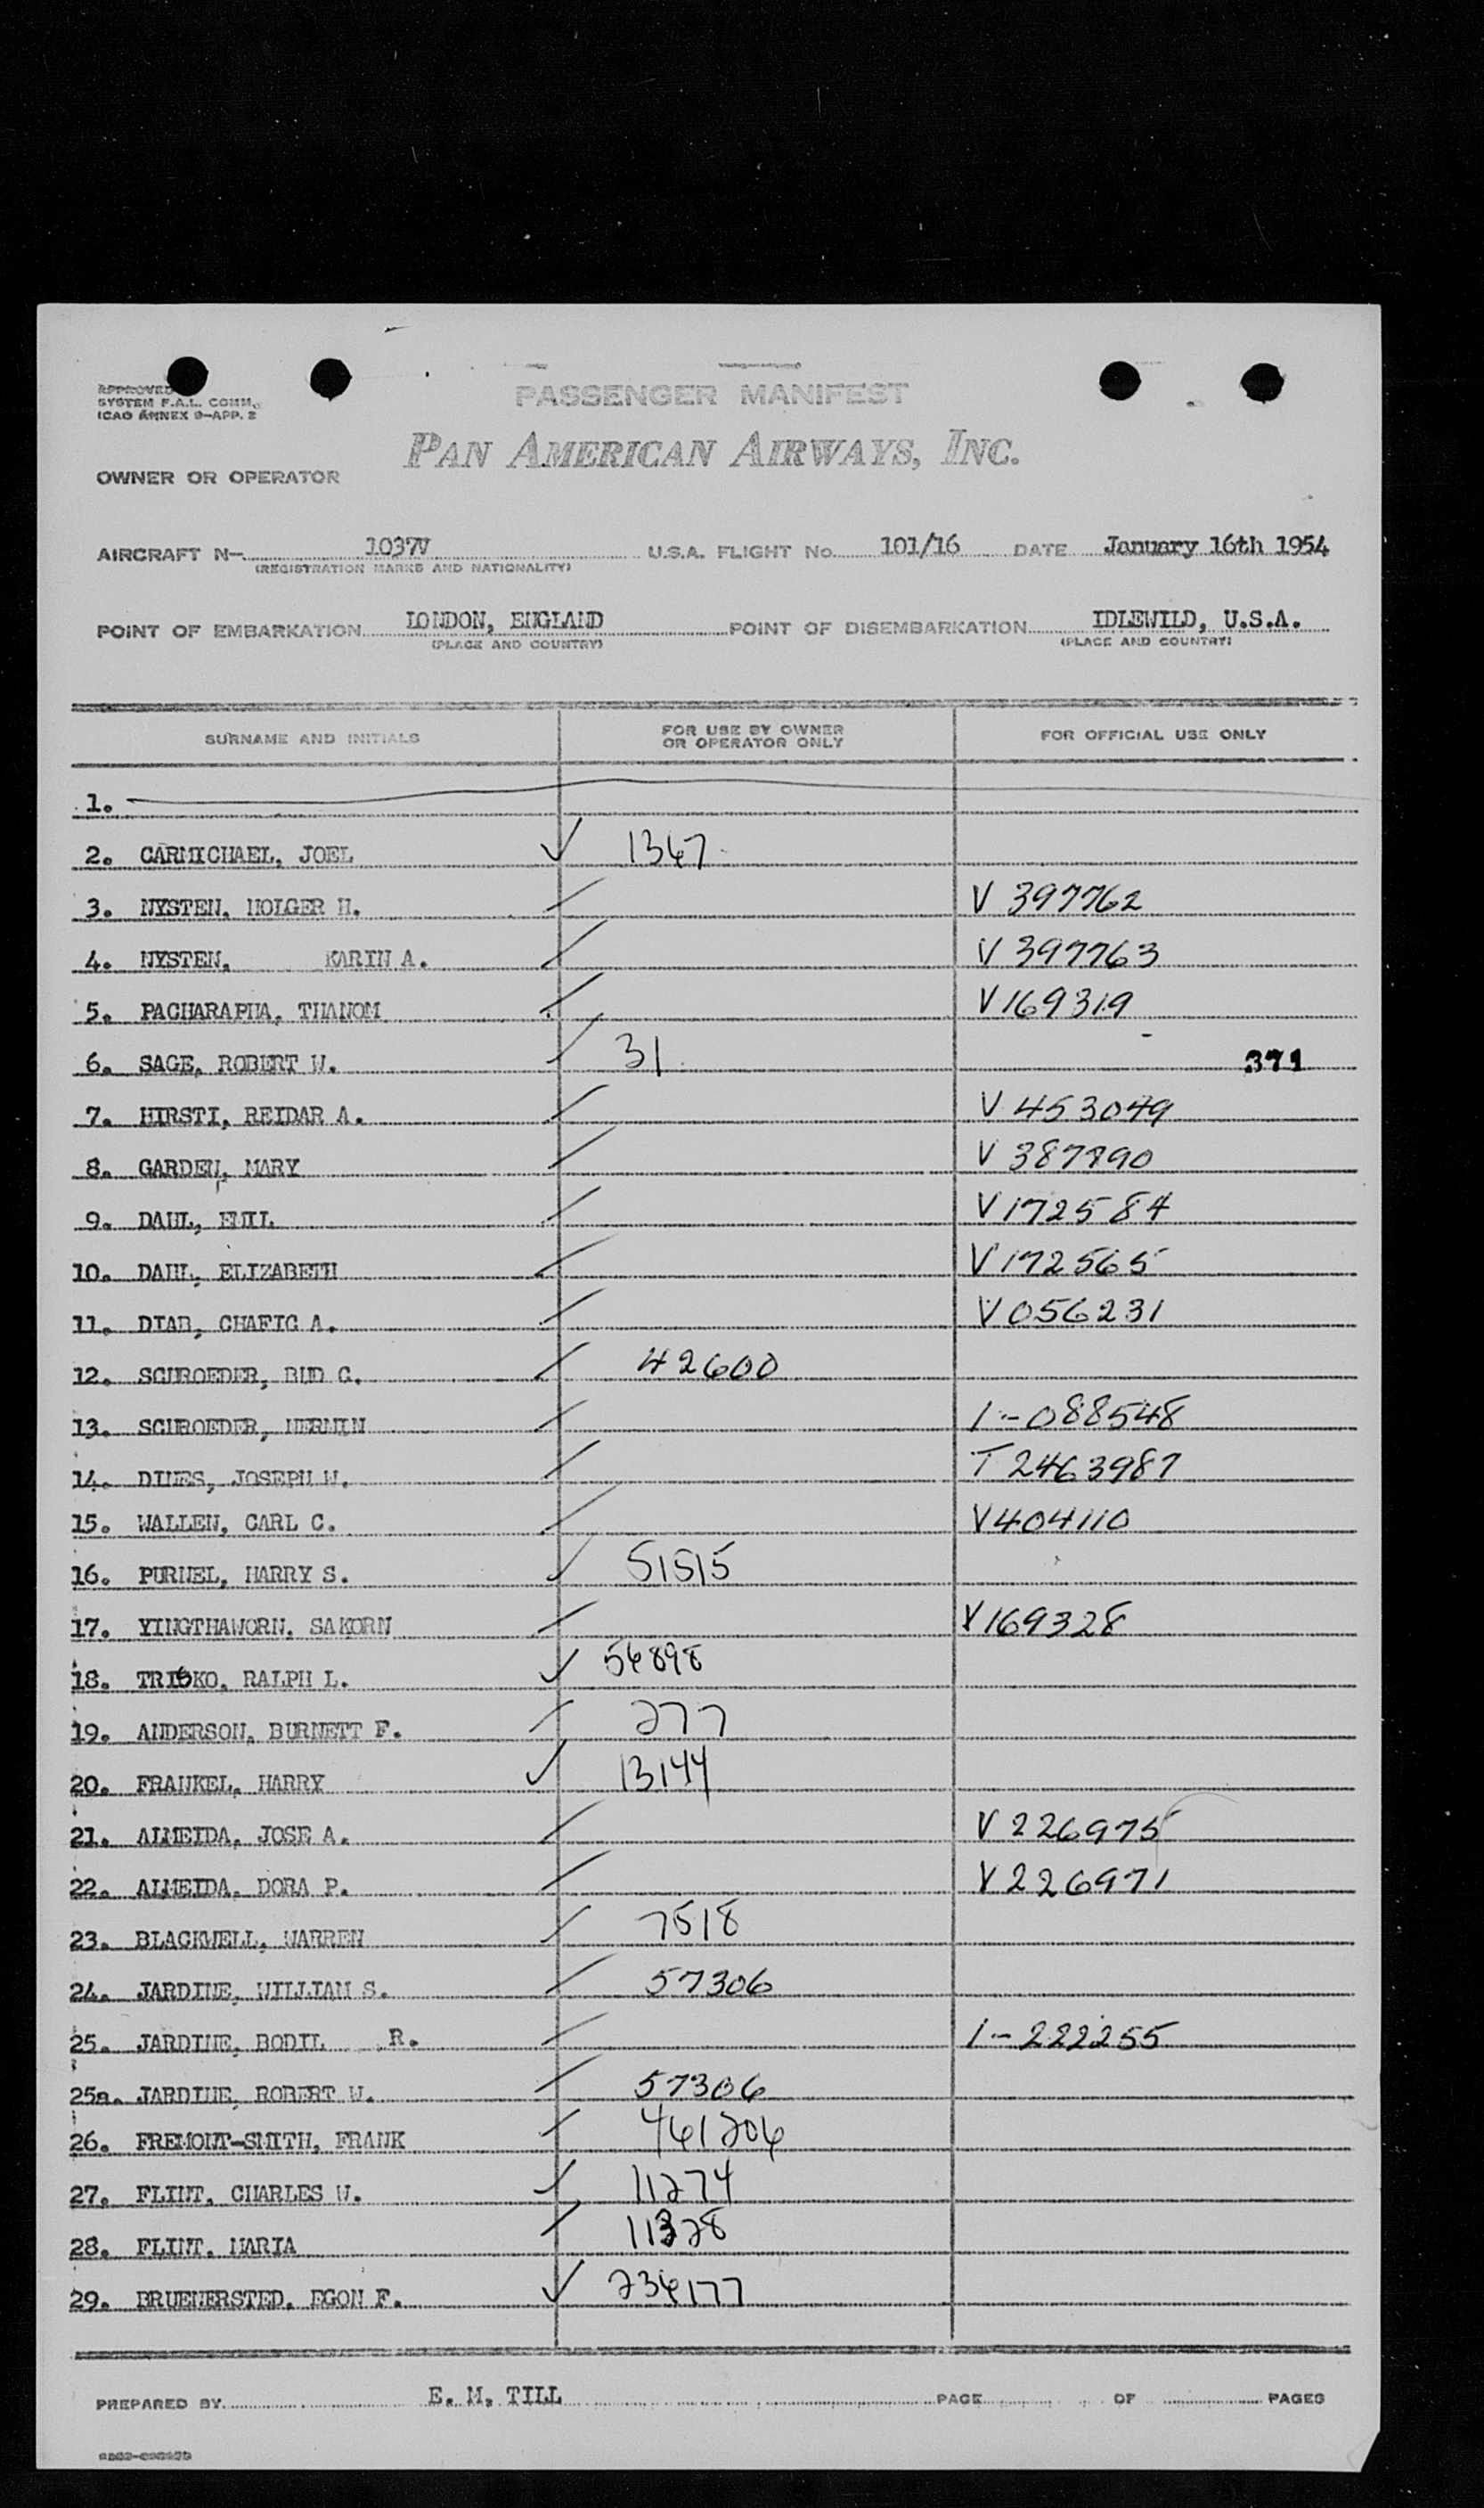 PASSENGER MANIFEST
APPROVED
SYSTEM F.A.L. COMM.
ICAO ANNEX 9-APP. 2
PAN AMERICAN AIRWAYS, INC.
OWNER OR OPERATOR
AIRCRAFT N- 1037V U.S.A. FLIGHT No. 101/16 DATE January 16th 1954
(REGISTRATION MARKS AND NATIONALITY)
POINT OF EMBARKATION LONDON, ENGLAND POINT OF DISEMBARKATION IDLEWILD, U.S.A.
(PLACE AND COUNTRY) (PLACE AND COUNTRY)
SURNAME AND INITIALS FOR USE BY OWNER OR OPERATOR ONLY FOR OFFICIAL USE ONLY
1.
2. CARMICHAEL, JOEL 1367
3. NYSTEN, HOLGER H. V 397762
4. NYSTEN, KARIN A. V 397763
5. PACHARAPHA, THANOM V169319
6. SAGE, ROBERT W. 31 371
7. HIRSTI, REIDAR A. V 453049
8. GARDEN, MARY V 387890
9. DAHL, EMIL V172584
10. DAHL, ELIZABETH V172565
11. DIAB, CHAFIC A. V056231
12. SCHROEDER, BUD C. 42600
13. SCHROEDER, HERMIN 1-088548
14. DINES, JOSEPH W. T2463987
15. WALLEN, CARL C. V404110
16. PURNEL, HARRY S. 51515
17. YINGTHAWORN, SAKORN V169328
18. TRISKO, RALPH L. 56898
19. ANDERSON, BURNETT F. 277
20. FRANKEL, HARRY 13144
21. ALMEIDA, JOSE A. V226975
22. ALMEIDA, DORA P. V226971
23. BLACKWELL, WARREN 7518
24. JARDINE, WILLIAM S. 57306
25. JARDINE, BODIL R. 1-222255
25a. JARDINE, ROBERT W. 57306
26. FREMONT-SMITH, FRANK 461206
27. FLINT, CHARLES W. 11274
28. FLINT, MARIA 11328
29. BRUENERSTED, EGON F. 236177
PREPARED BY E. M. TILL PAGE OF PAGES